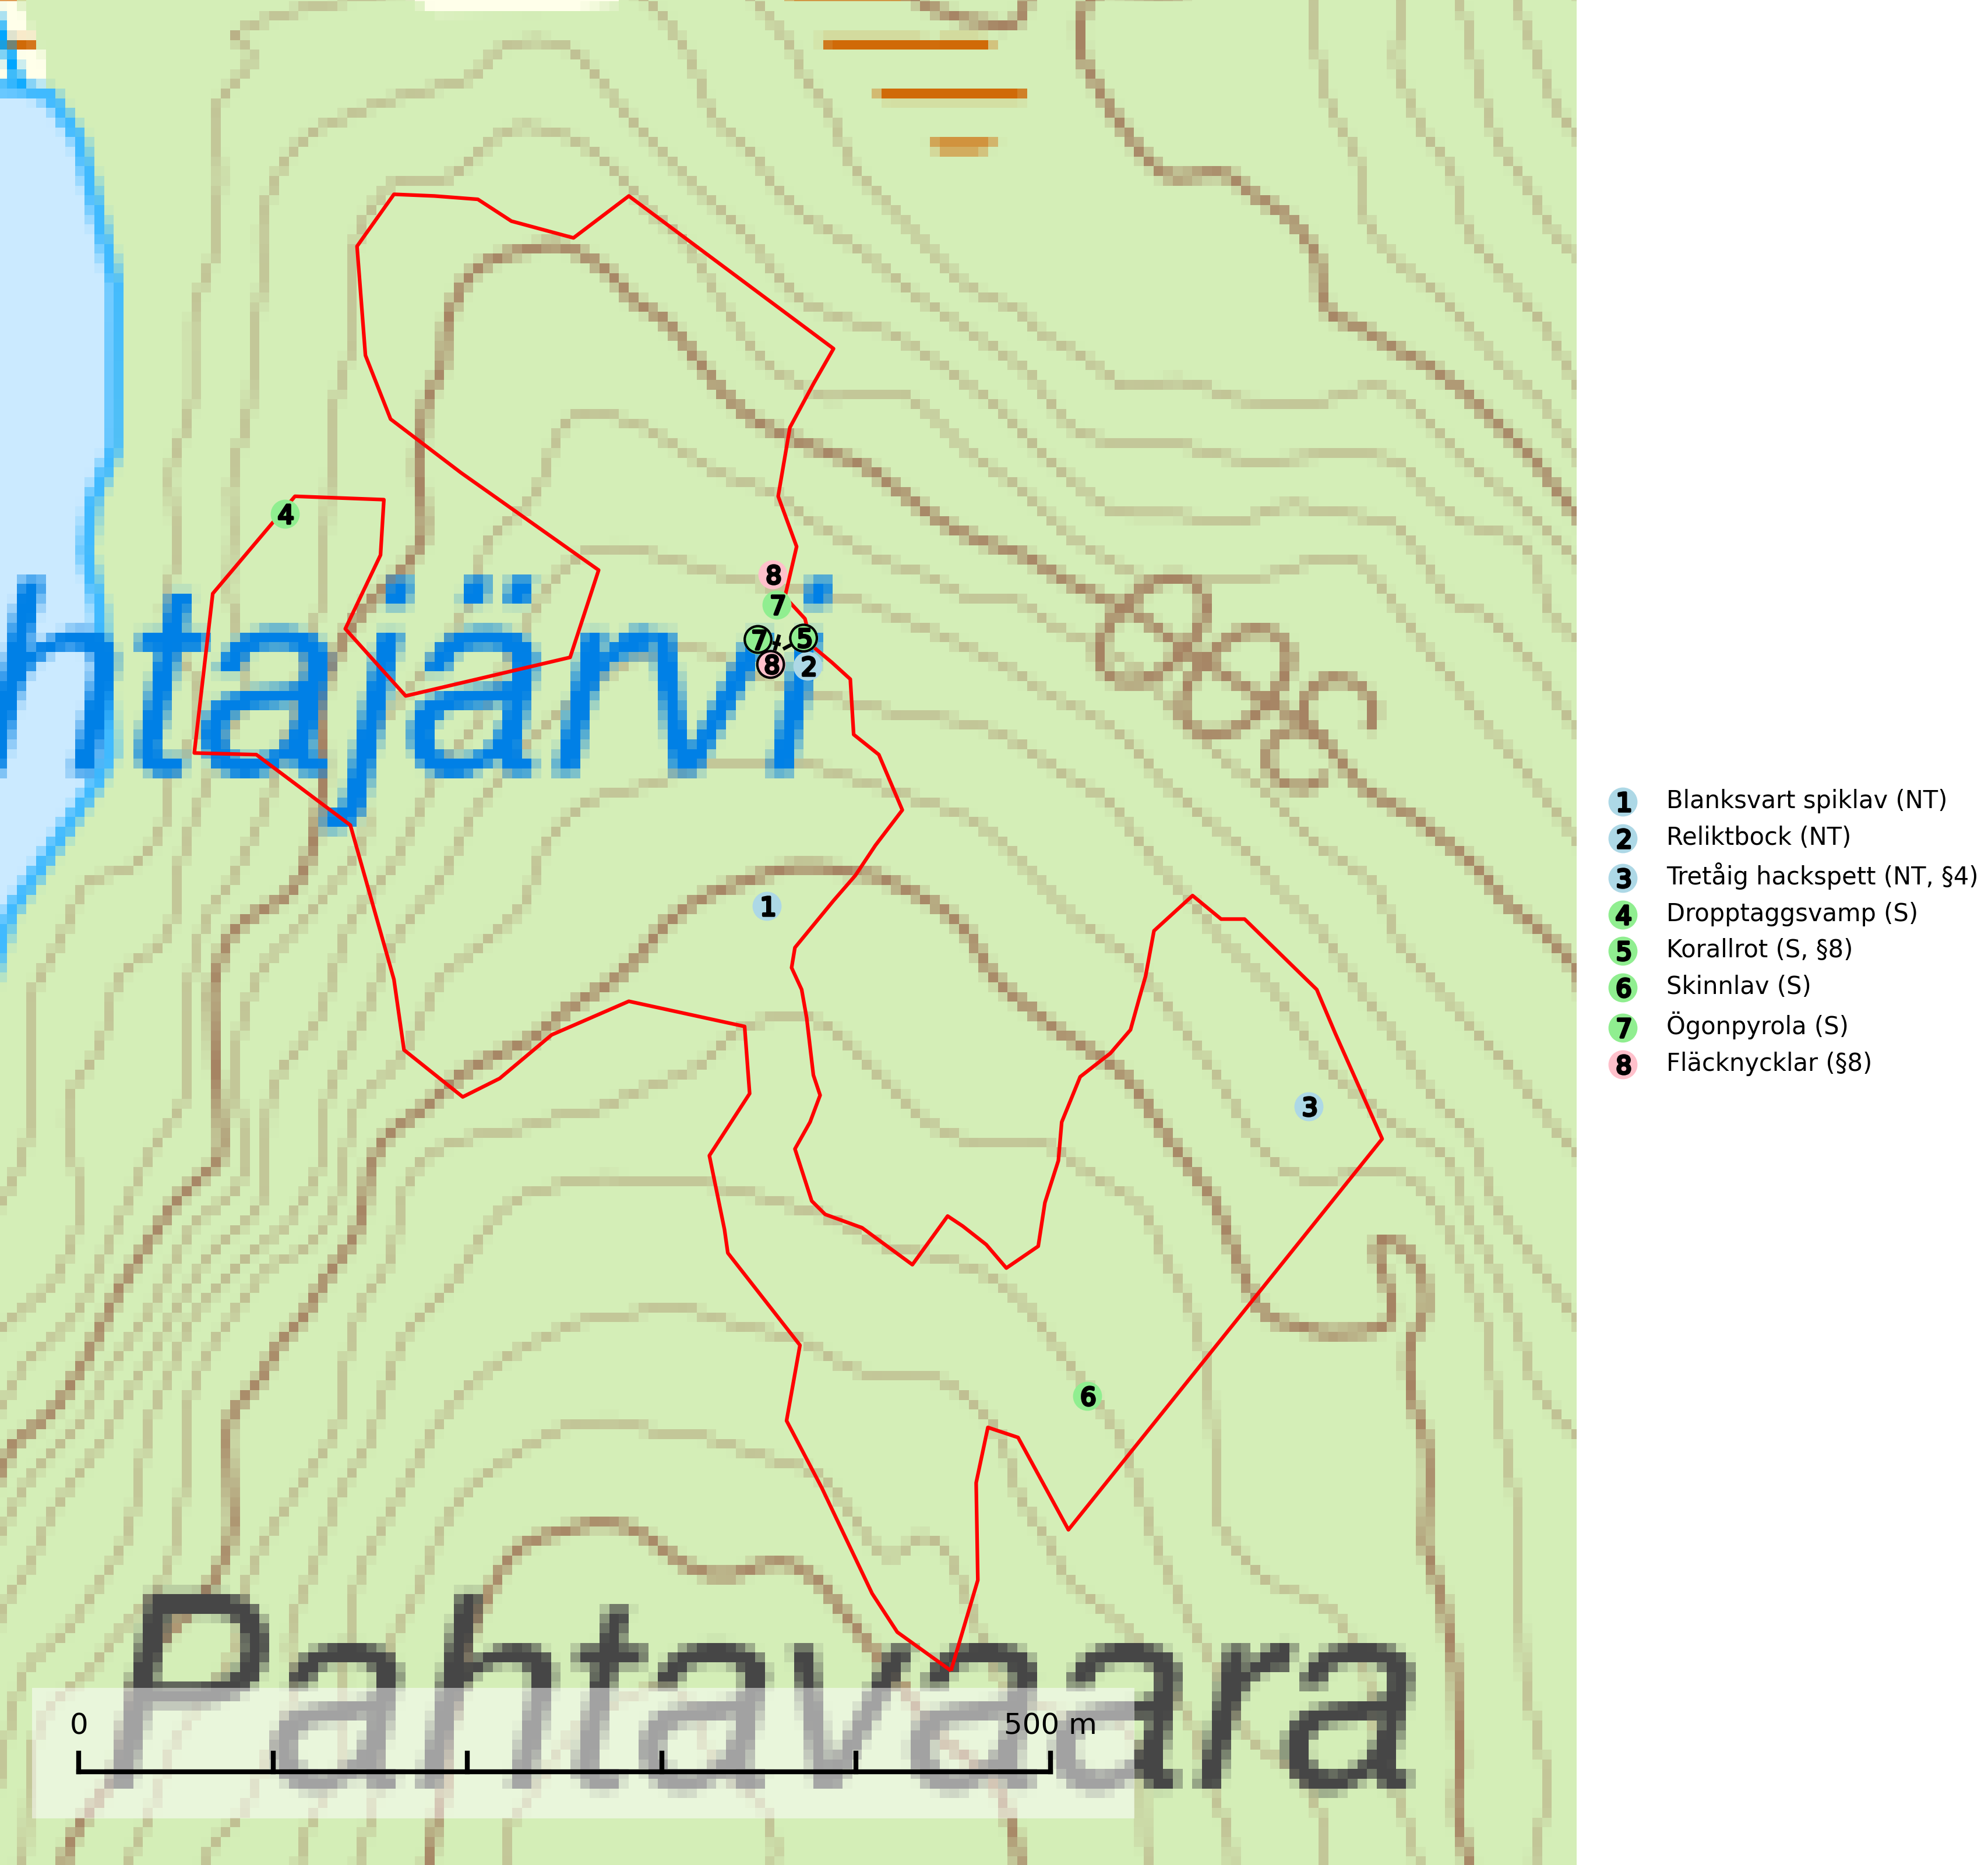 4
8
7
7
5
8
2
htajärvi
1
3
6
Pahtavaara
0
500 m
1 Blanksvart spiklav (NT)
2 Reliktbock (NT)
3 Tretåig hackspett (NT, §4)
4 Dropptaggsvamp (S)
5 Korallrot (S, §8)
6 Skinnlav (S)
7 Ögonpyrola (S)
8 Fläcknycklar (§8)